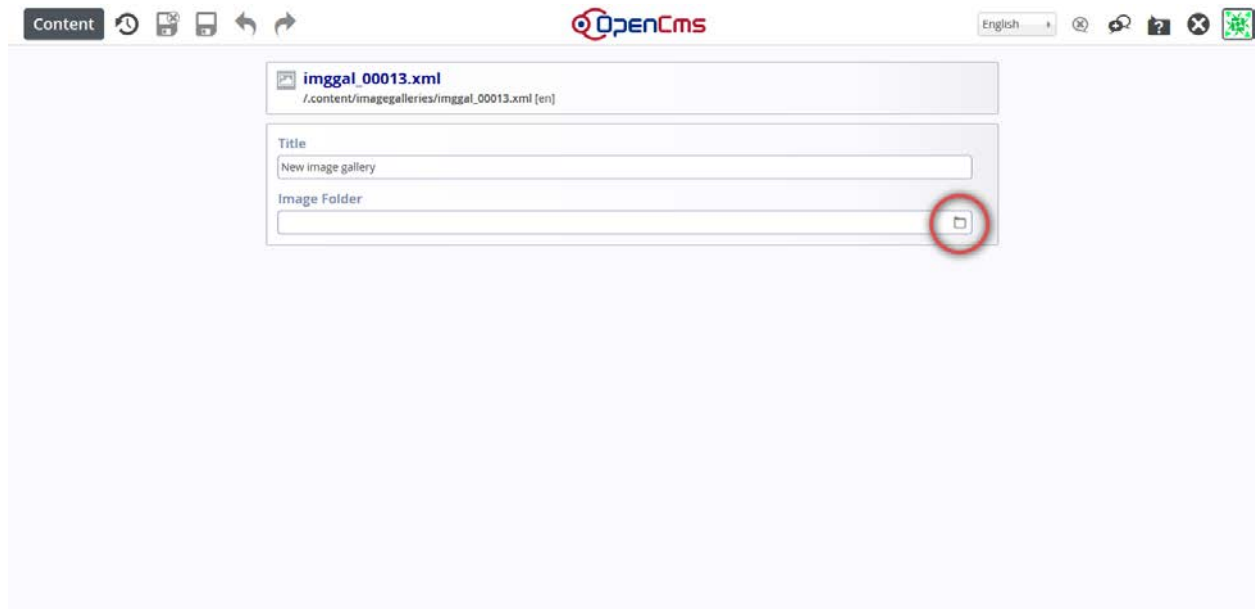 Content
OpenCms
English
imggal_00013.xml
/.content/imagegalleries/imggal_00013.xml [en]
Title
New image gallery
Image Folder